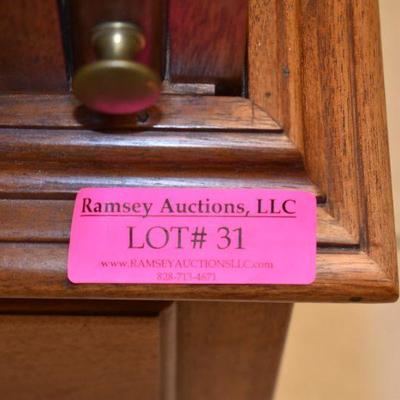 Ramsey Auctions, LLC
LOT# 31
www.RAMSEYAUCTIONSLLC.com
828-713-4671